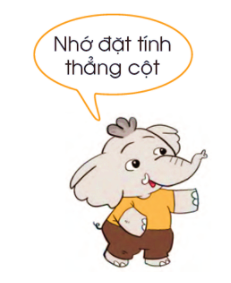 Nhớ đặt tính
thẳng cột